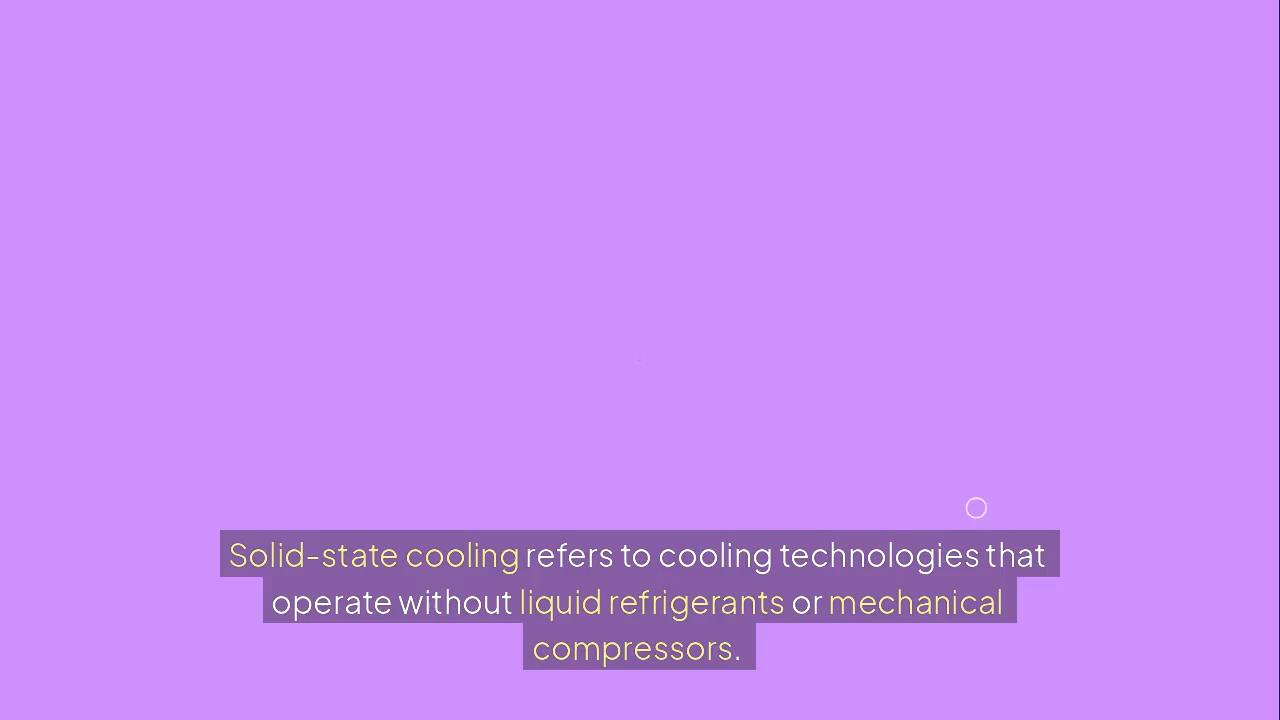 Solid-state cooling refers to cooling technologies that
operate without liquid refrigerants or mechanical
compressors.